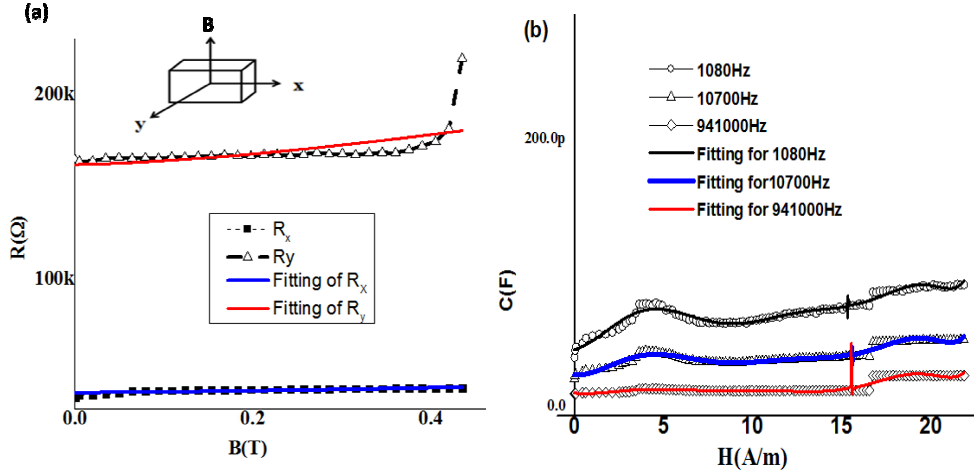 (a)
B
x
y
200k
100k
R(Ω)
Rx
Ry
Fitting of RX
Fitting of Ry
0.0
0.2
0.4
B(T)
(b)
1080Hz
10700Hz
941000Hz
Fitting for 1080Hz
Fitting for10700Hz
Fitting for 941000Hz
200.0p
C(F)
0.0
0
5
10
15
20
H(A/m)